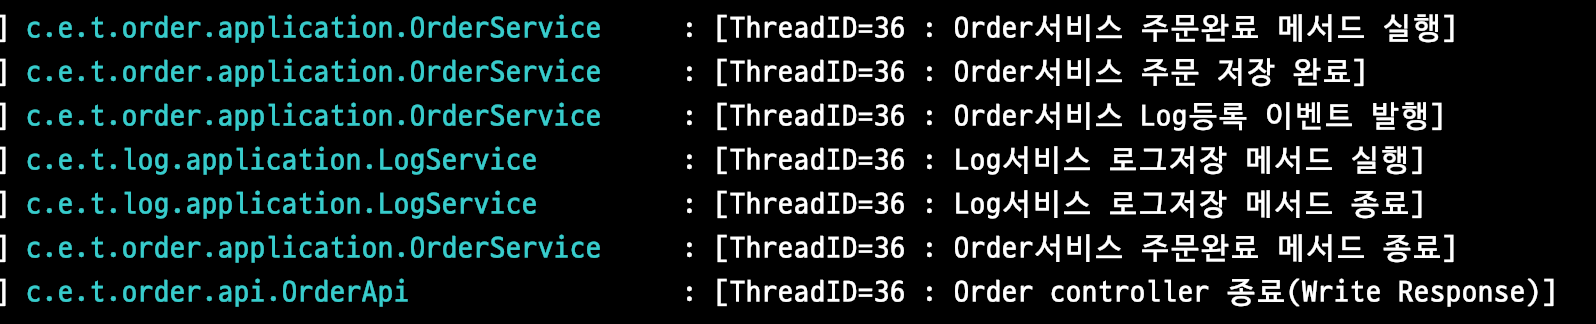 ] c.e.t.order.application.OrderService : [ThreadID=36 : Order서비스 주문완료 메서드 실행]
] c.e.t.order.application.OrderService : [ThreadID=36 : Order서비스 주문 저장 완료]
] c.e.t.order.application.OrderService : [ThreadID=36 : Order서비스 Log등록 이벤트 발행]
] c.e.t.log.application.LogService : [ThreadID=36 : Log서비스 로그저장 메서드 실행]
] c.e.t.log.application.LogService : [ThreadID=36 : Log서비스 로그저장 메서드 종료]
] c.e.t.order.application.OrderService : [ThreadID=36 : Order서비스 주문완료 메서드 종료]
] c.e.t.order.api.OrderApi : [ThreadID=36 : Order controller 종료(Write Response)]